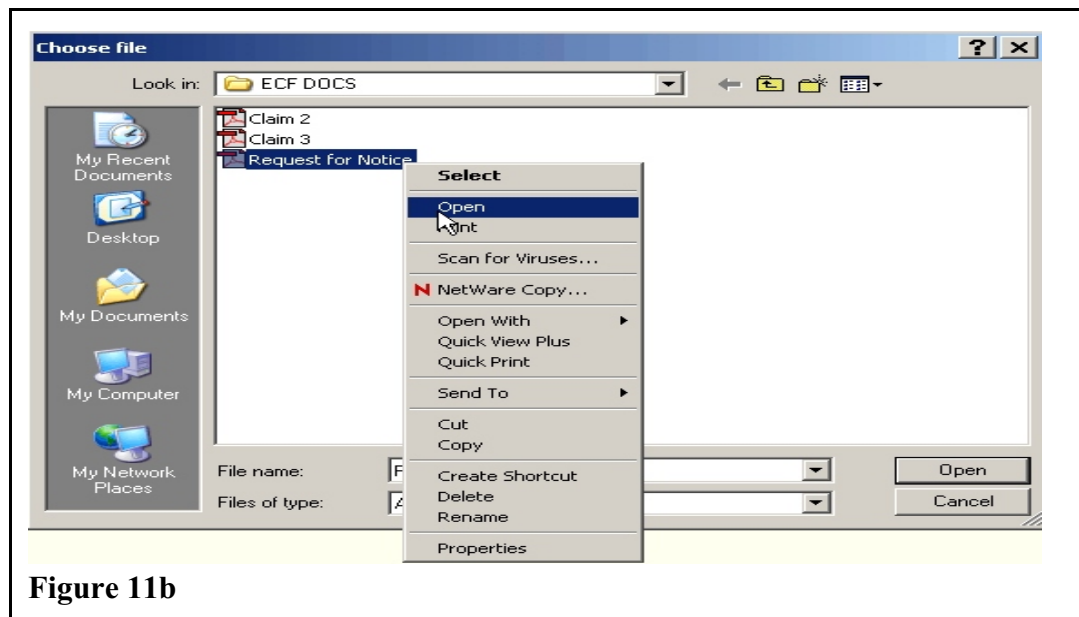 Choose file
Look in: ECF DOCS
Claim 2
Claim 3
Request for Notice
My Recent
Documents
Desktop
My Documents
My Computer
My Network
Places
Select
Open
Print
Scan for Viruses...
N NetWare Copy...
Open With
Quick View Plus
Quick Print
Send To
Cut
Copy
Create Shortcut
Delete
Rename
Properties
File name:
Open
Files of type:
Cancel
Figure 11b